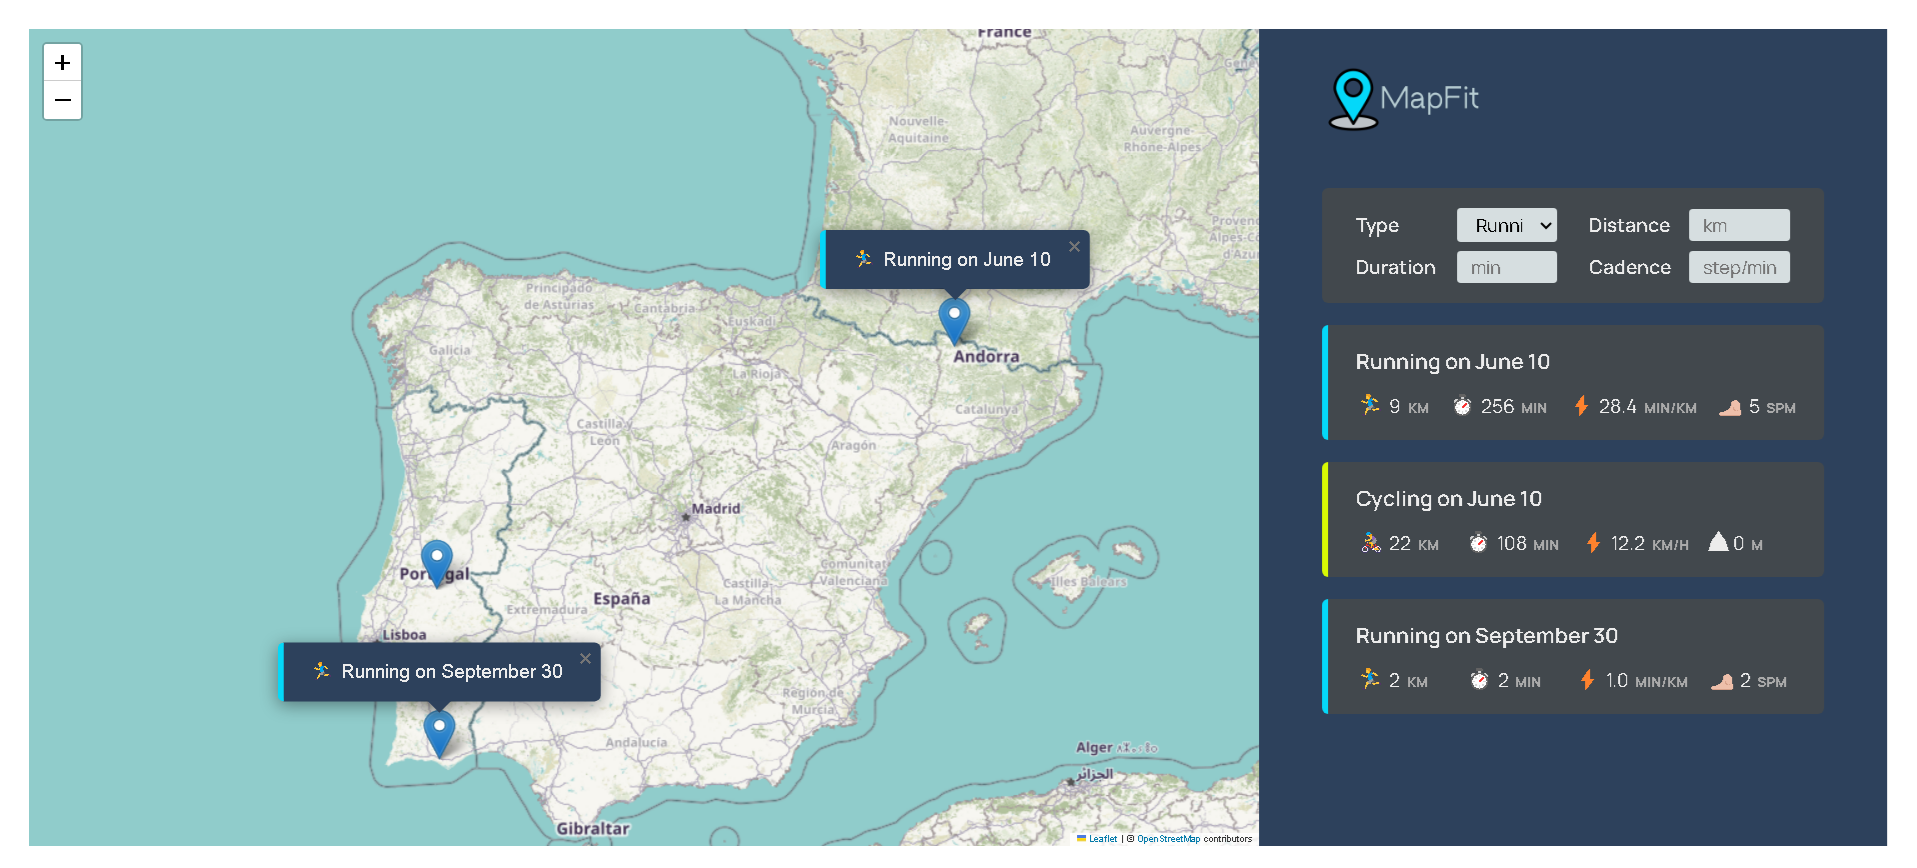 +
−
France
Genève
Nouvelle-
Aquitaine
Auvergne-
Rhône-Alpes
Running on June 10
×
Principado
de Asturias
Cantabria
Euskadi
Galicia
Andorra
La Rioja
Catalunya
Castilla y
León
Aragón
Madrid
Portugal
Comunitat
Valenciana
Illes Balears
Castilla-
La Mancha
España
Extremadura
Lisboa
Running on September 30
×
Región de
Murcia
Andalucía
Alger
الجزائر
Gibraltar
Leaflet | © OpenStreetMap contributors
MapFit
Type Runni Distance km
Duration min Cadence step/min
Running on June 10
9 KM 256 MIN 28.4 MIN/KM 5 SPM
Cycling on June 10
22 KM 108 MIN 12.2 KM/H 0 M
Running on September 30
2 KM 2 MIN 1.0 MIN/KM 2 SPM